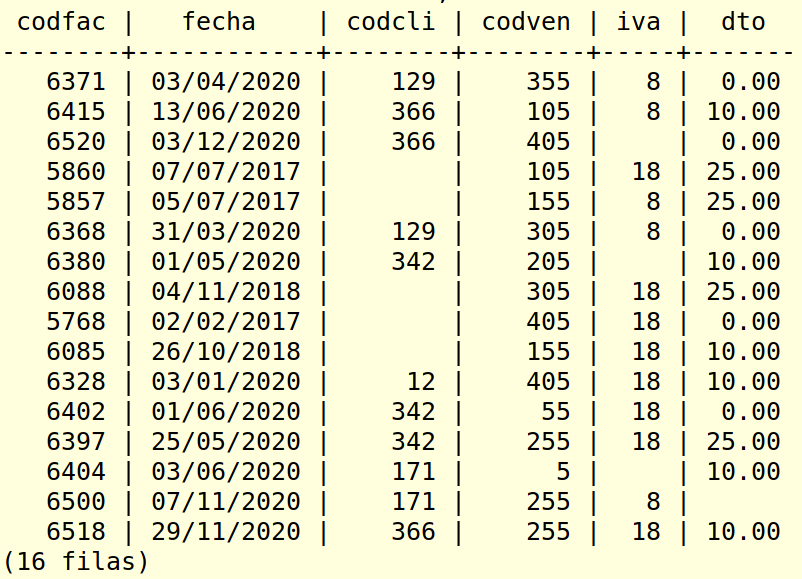 codfac |   fecha    | codcli | codven | iva |  dto
--------+------------+--------+--------+-----+-------
   6371 | 03/04/2020 |    129 |    355 |   8 |  0.00
   6415 | 13/06/2020 |    366 |    105 |   8 | 10.00
   6520 | 03/12/2020 |    366 |    405 |     |  0.00
   5860 | 07/07/2017 |        |    105 |  18 | 25.00
   5857 | 05/07/2017 |        |    155 |   8 | 25.00
   6368 | 31/03/2020 |    129 |    305 |   8 |  0.00
   6380 | 01/05/2020 |    342 |    205 |     | 10.00
   6088 | 04/11/2018 |        |    305 |  18 | 25.00
   5768 | 02/02/2017 |        |    405 |  18 |  0.00
   6085 | 26/10/2018 |        |    155 |  18 | 10.00
   6328 | 03/01/2020 |     12 |    405 |  18 | 10.00
   6402 | 01/06/2020 |    342 |     55 |  18 |  0.00
   6397 | 25/05/2020 |    342 |    255 |  18 | 25.00
   6404 | 03/06/2020 |    171 |      5 |     | 10.00
   6500 | 07/11/2020 |    171 |    255 |   8 |
   6518 | 29/11/2020 |    366 |    255 |  18 | 10.00
(16 filas)